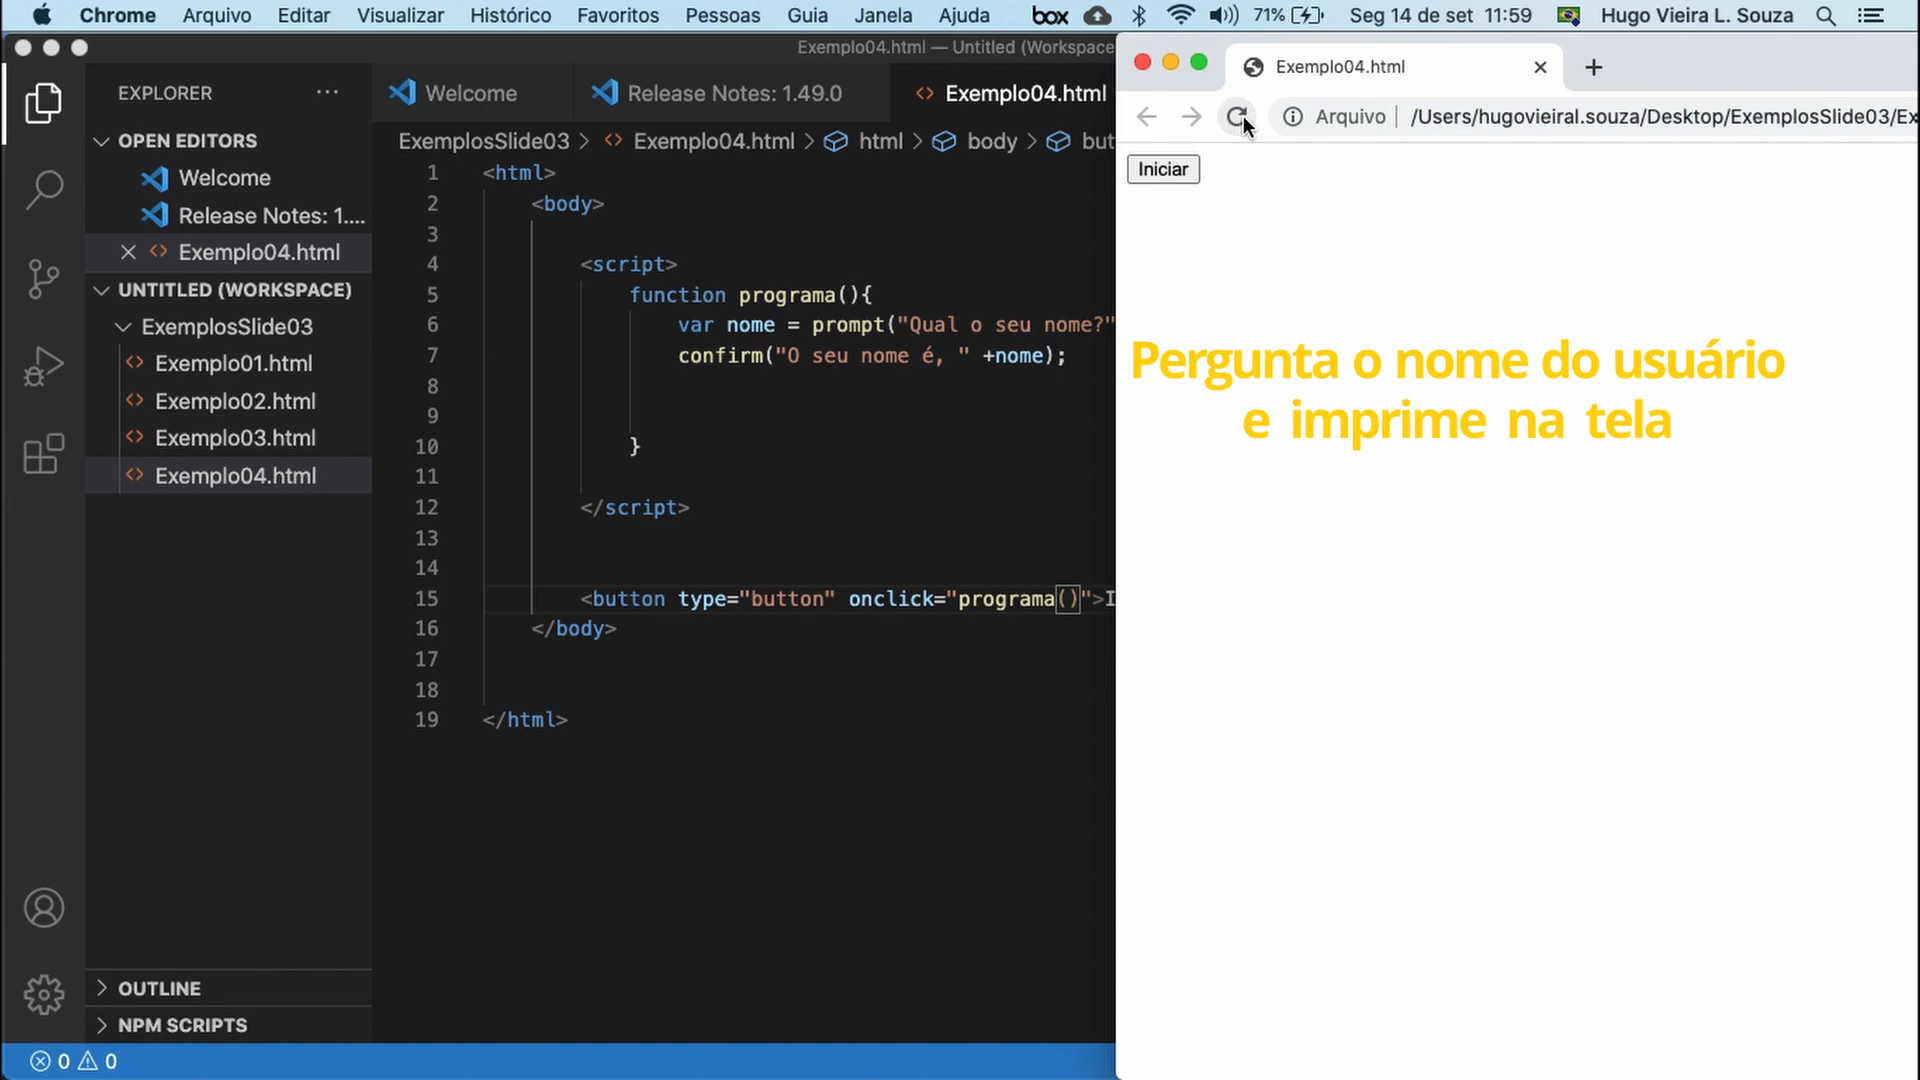 Chrome Arquivo Editar Visualizar Histórico Favoritos Pessoas Guia Janela Ajuda box 71% Seg 14 de set 11:59 Hugo Vieira L. Souza
Exemplo04.html — Untitled (Workspace
EXPLORER ···
OPEN EDITORS
Welcome
Release Notes: 1....
Exemplo04.html
UNTITLED (WORKSPACE)
ExemplosSlide03
Exemplo01.html
Exemplo02.html
Exemplo03.html
Exemplo04.html
OUTLINE
NPM SCRIPTS
0 0
Welcome Release Notes: 1.49.0 Exemplo04.html
ExemplosSlide03 > Exemplo04.html > html > body > but
1 <html>
2 <body>
3
4 <script>
5 function programa(){
6 var nome = prompt("Qual o seu nome?"
7 confirm("O seu nome é, " +nome);
8
9
10 }
11
12 </script>
13
14
15 <button type="button" onclick="programa()">I
16 </body>
17
18
19 </html>
Exemplo04.html
Arquivo | /Users/hugovieiral.souza/Desktop/ExemplosSlide03/Ex
Iniciar
Pergunta o nome do usuário
e imprime na tela